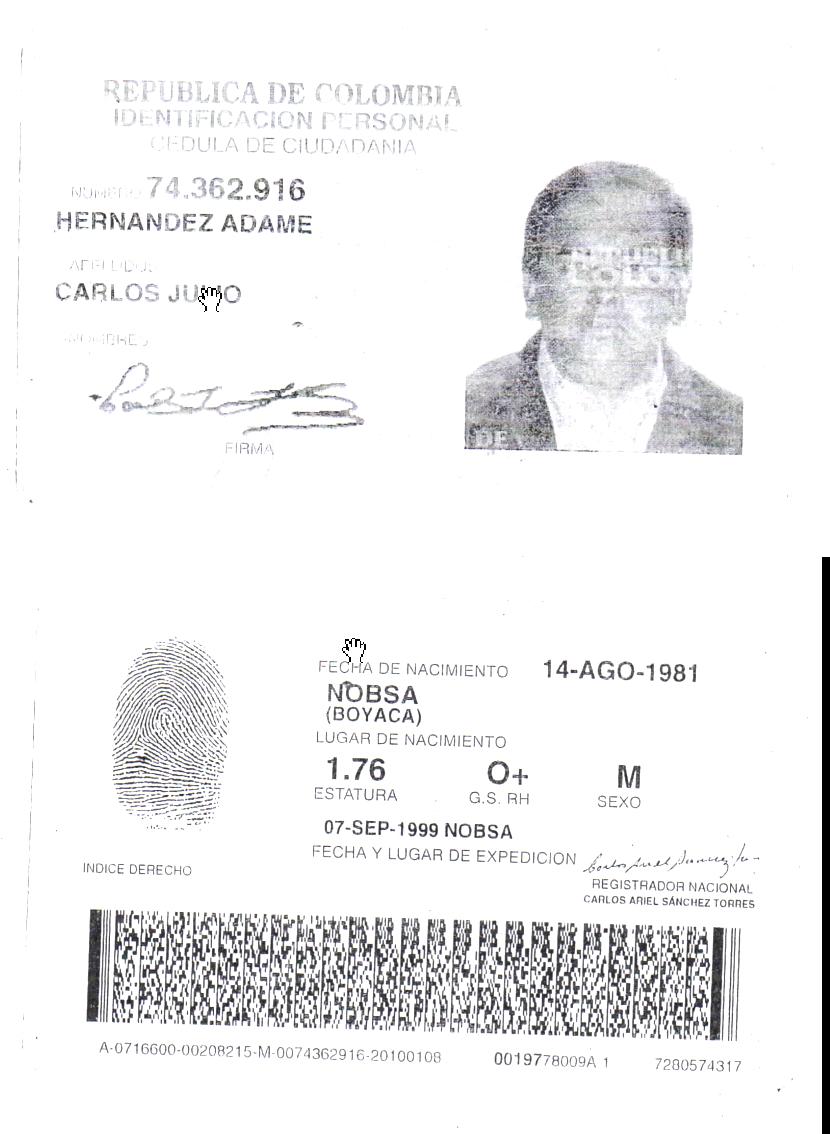 REPUBLICA DE COLOMBIA
IDENTIFICACION PERSONAL
CEDULA DE CIUDADANIA
NUMERO 74.362.916
HERNANDEZ ADAME
APELLIDOS
CARLOS
NOMBRES
FIRMA
DE
FECHA DE NACIMIENTO 14-AGO-1981
NOBSA
(BOYACA)
LUGAR DE NACIMIENTO
1.76 O+ M
ESTATURA G.S. RH SEXO
07-SEP-1999 NOBSA
FECHA Y LUGAR DE EXPEDICION
INDICE DERECHO
REGISTRADOR NACIONAL
CARLOS ARIEL SÁNCHEZ TORRES
A-0716600-00208215-M-0074362916-20100108 0019778009A 1 7280574317